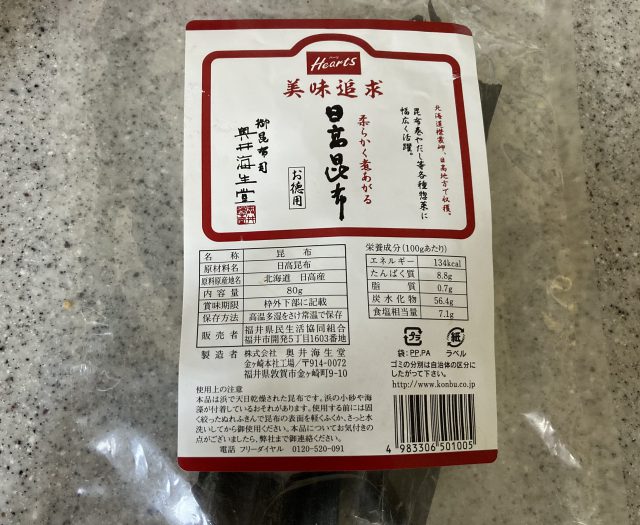 Hearts
美味追求
北海道襟裳岬、日高地方で収穫。
昆布巻やだし等各種惣菜に
幅広く活躍。
柔らかく煮あがる
日高昆布
お徳用
御昆布司
奥井海生堂
名称 昆布
原材料名 日高昆布
原料原産地名 北海道 日高産
内容量 80g
賞味期限 枠外下部に記載
保存方法 高温多湿をさけ常温で保存
販売者 福井県民生活協同組合
福井市開発5丁目1603番地
製造者 株式会社 奥井海生堂
金ヶ崎本社工場／〒914-0072
福井県敦賀市金ヶ崎町9-10
栄養成分(100gあたり)
エネルギー 134kcal
たんぱく質 8.8g
脂質 0.7g
炭水化物 56.4g
食塩相当量 7.1g
プラ 紙
袋:PP,PA ラベル
ゴミの分別は自治体の区分に
したがって下さい。
http://www.konbu.co.jp
使用上の注意
本品は浜で天日乾燥された昆布です。浜の小砂や海
藻が付着しているおそれがあります。使用する前には固
く絞ったぬれふきんで昆布の表面を軽くふくか、さっと水
洗いしてから御使用ください。本品についてお気付きの
点がございましたら、弊社まで御連絡ください。
電話 フリーダイヤル 0120-520-091
4 983306 501005